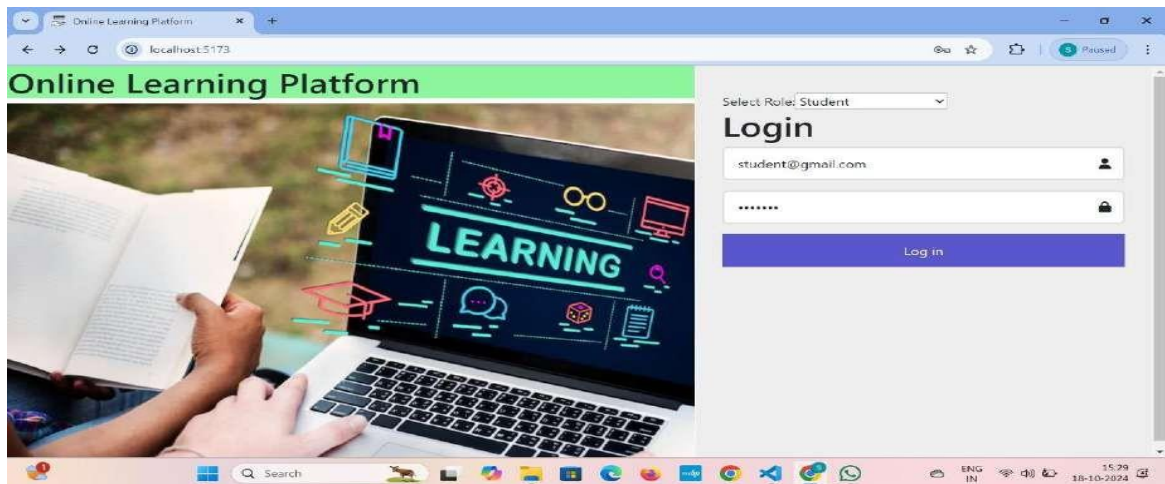 Online Learning Platform
localhost:5173
Paused
Online Learning Platform
Select Role: Student
Login
student@gmail.com
•••••••
Log in
LEARNING
Search
ENG
IN
15:29
18-10-2024